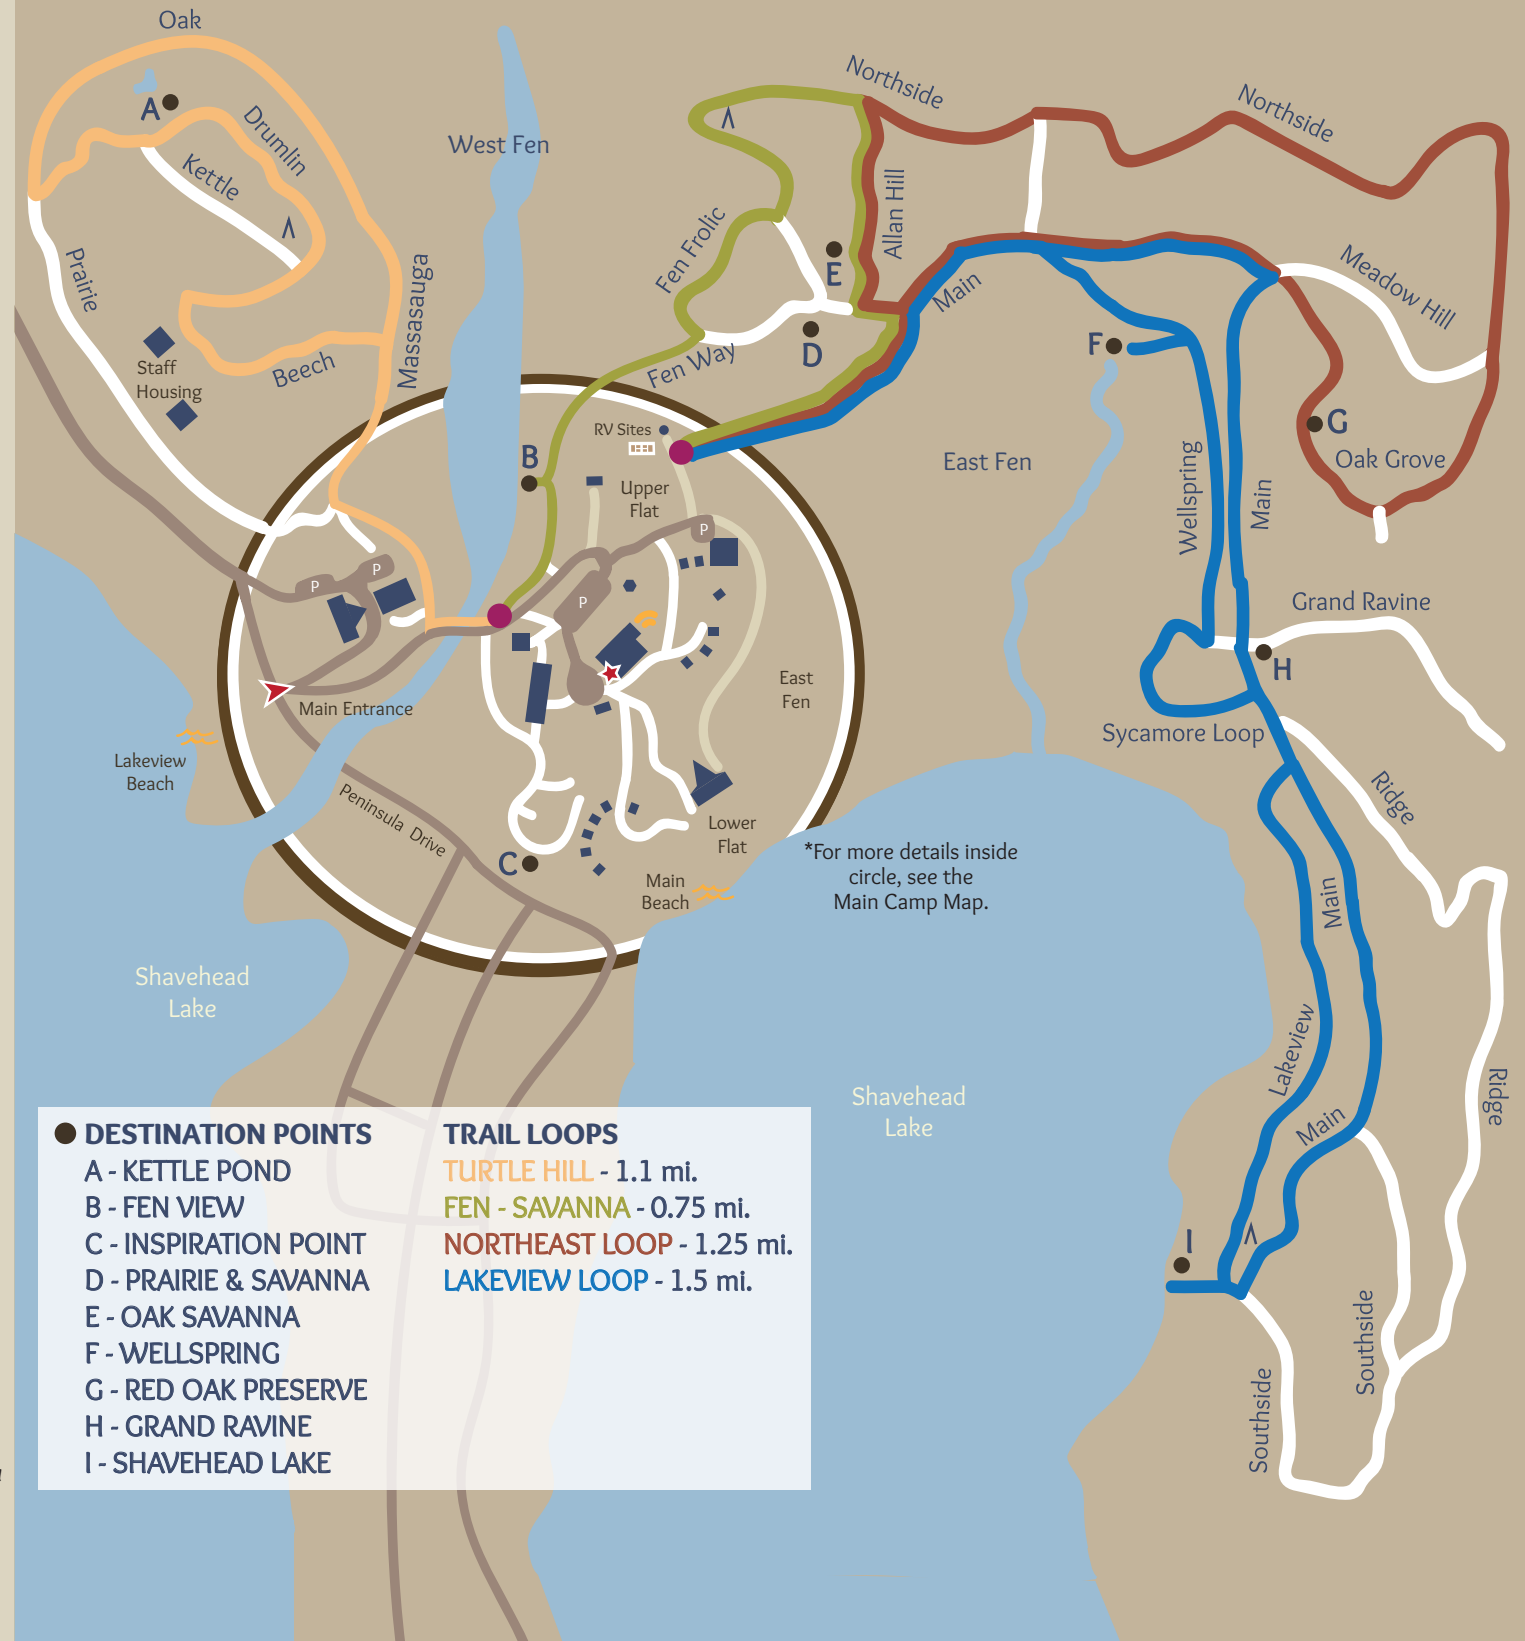 Oak
A
Drumlin
Kettle
Prairie
Massasauga
Staff
Housing
Beech
West Fen
Northside
Northside
Allan Hill
Fen Frolic
E
Main
D
Fen Way
Meadow Hill
F
G
Oak Grove
RV Sites
B
Upper
Flat
East Fen
Wellspring
Main
P
P
P
P
Grand Ravine
H
Main Entrance
East
Fen
Sycamore Loop
Lakeview
Beach
Peninsula Drive
Ridge
Lower
Flat
C
Main
Beach
*For more details inside
circle, see the
Main Camp Map.
Main
Shavehead
Lake
Lakeview
Shavehead
Lake
Main
Ridge
I
Southside
Southside
DESTINATION POINTS
A - KETTLE POND
B - FEN VIEW
C - INSPIRATION POINT
D - PRAIRIE & SAVANNA
E - OAK SAVANNA
F - WELLSPRING
G - RED OAK PRESERVE
H - GRAND RAVINE
I - SHAVEHEAD LAKE
TRAIL LOOPS
TURTLE HILL - 1.1 mi.
FEN - SAVANNA - 0.75 mi.
NORTHEAST LOOP - 1.25 mi.
LAKEVIEW LOOP - 1.5 mi.